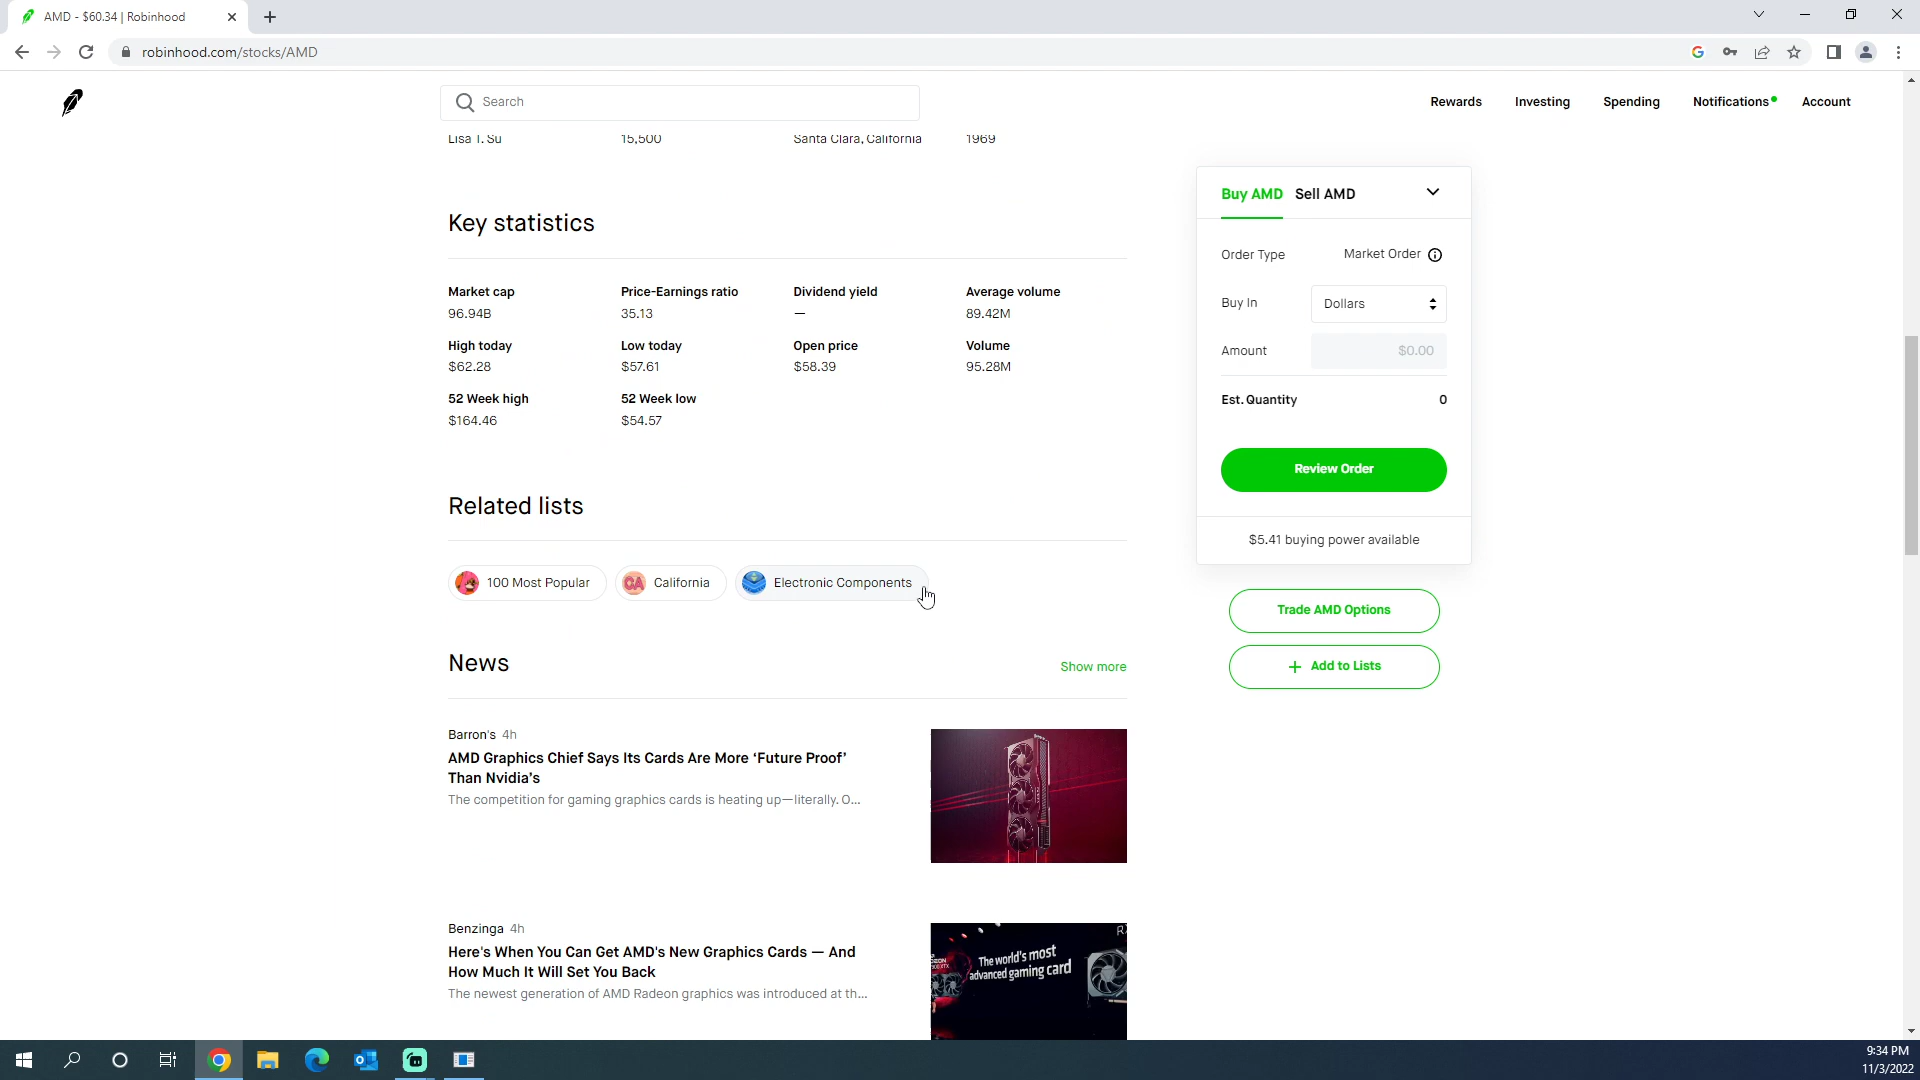 AMD - $60.34 | Robinhood
robinhood.com/stocks/AMD
Search
Rewards
Investing
Spending
Notifications
Account
Lisa T. Su
15,500
Santa Clara, California
1969
Key statistics
Market cap
Price-Earnings ratio
Dividend yield
Average volume
96.94B
35.13
—
89.42M
High today
Low today
Open price
Volume
$62.28
$57.61
$58.39
95.28M
52 Week high
52 Week low
$164.46
$54.57
Related lists
100 Most Popular
CA
California
Electronic Components
News
Show more
Barron's 4h
AMD Graphics Chief Says Its Cards Are More ‘Future Proof’
Than Nvidia’s
The competition for gaming graphics cards is heating up—literally. O...
Benzinga 4h
Here's When You Can Get AMD's New Graphics Cards — And
How Much It Will Set You Back
The newest generation of AMD Radeon graphics was introduced at th...
The world's most
advanced gaming card
Buy AMD
Sell AMD
Order Type
Market Order
Buy In
Dollars
Amount
$0.00
Est. Quantity
0
Review Order
$5.41 buying power available
Trade AMD Options
+ Add to Lists
9:34 PM
11/3/2022